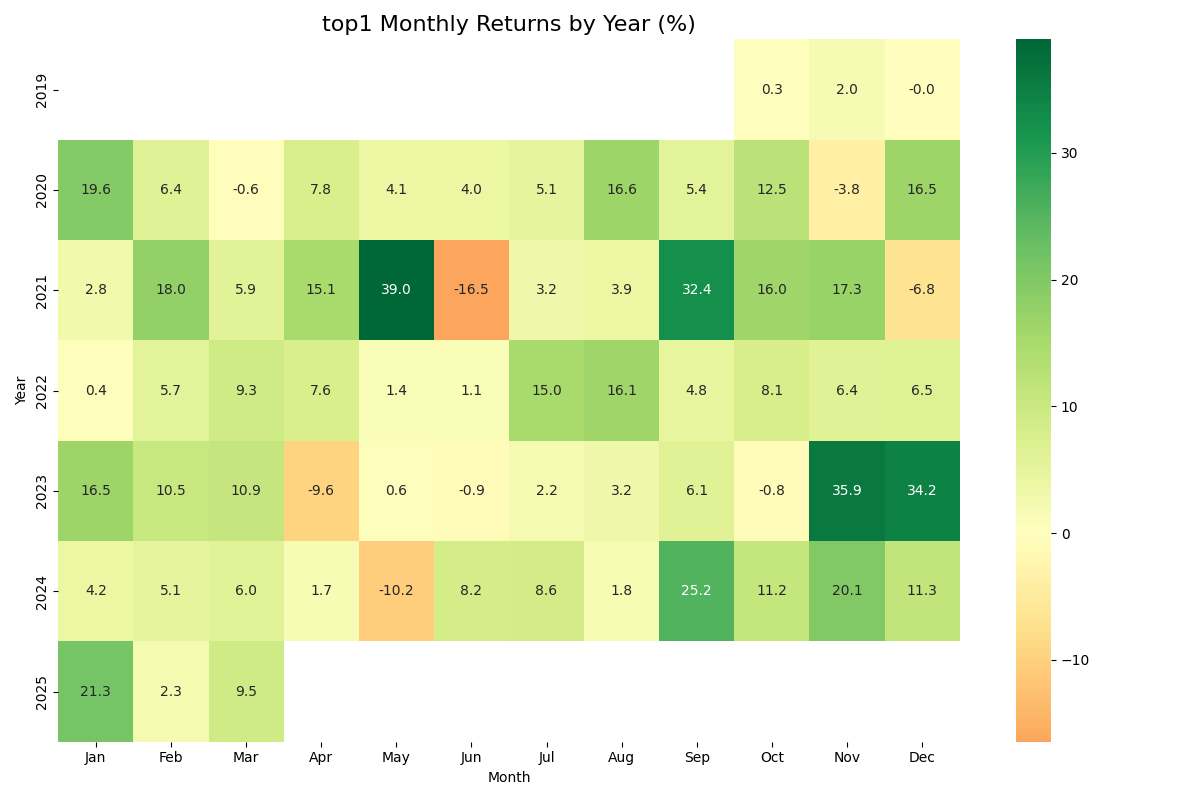 top1 Monthly Returns by Year (%)
2019 0.3 2.0 -0.0
2020 19.6 6.4 -0.6 7.8 4.1 4.0 5.1 16.6 5.4 12.5 -3.8 16.5
2021 2.8 18.0 5.9 15.1 39.0 -16.5 3.2 3.9 32.4 16.0 17.3 -6.8
2022 0.4 5.7 9.3 7.6 1.4 1.1 15.0 16.1 4.8 8.1 6.4 6.5
2023 16.5 10.5 10.9 -9.6 0.6 -0.9 2.2 3.2 6.1 -0.8 35.9 34.2
2024 4.2 5.1 6.0 1.7 -10.2 8.2 8.6 1.8 25.2 11.2 20.1 11.3
2025 21.3 2.3 9.5
Year
Jan Feb Mar Apr May Jun Jul Aug Sep Oct Nov Dec
Month
30
20
10
0
−10